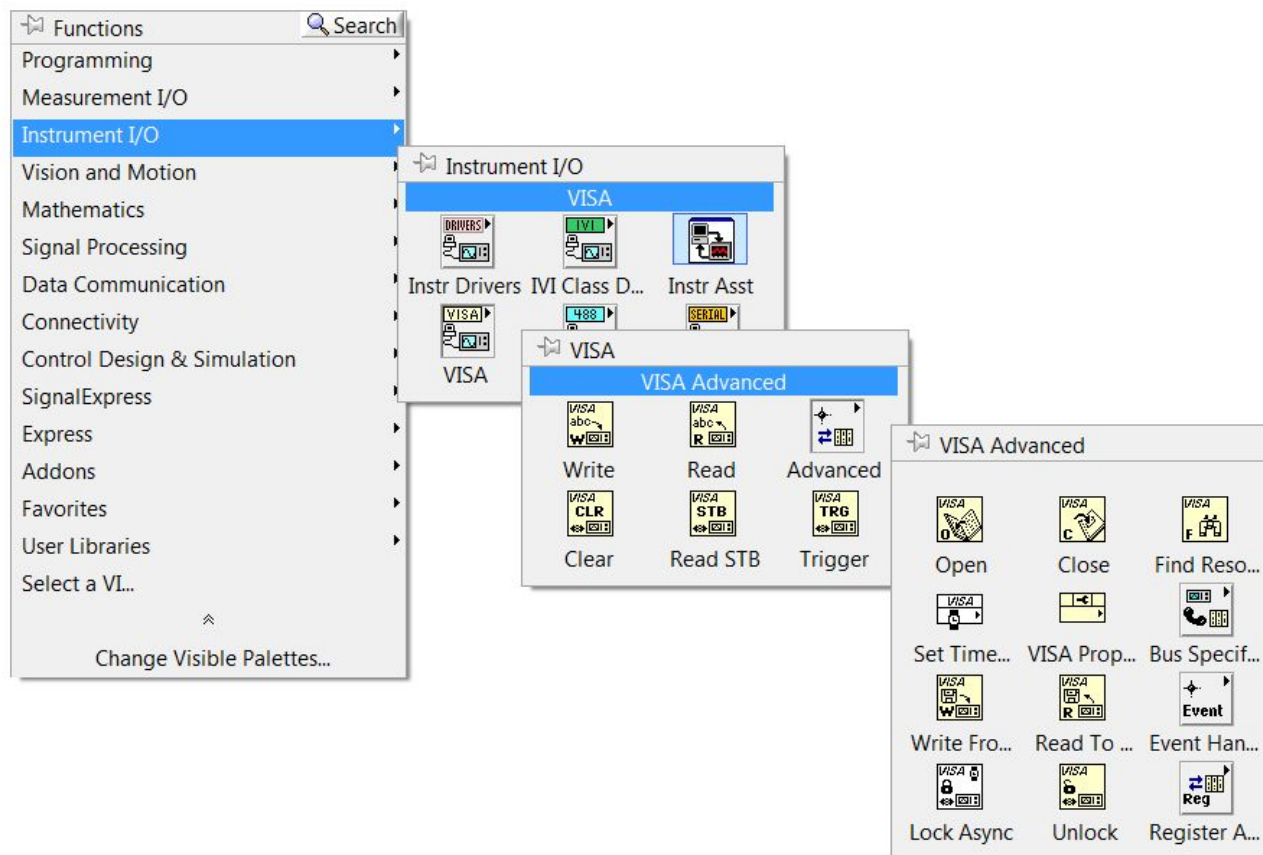 Functions Search
Programming
Measurement I/O
Instrument I/O
Vision and Motion
Mathematics
Signal Processing
Data Communication
Connectivity
Control Design & Simulation
SignalExpress
Express
Addons
Favorites
User Libraries
Select a VI...
Change Visible Palettes...
Instrument I/O
VISA
DRIVERS IVI
Instr Drivers IVI Class D... Instr Asst
VISA 488 SERIAL
VISA
VISA
VISA Advanced
VISA VISA
abc abc
W R
Write Read Advanced
VISA VISA VISA
CLR STB TRG
Clear Read STB Trigger
VISA Advanced
VISA VISA VISA
O C F
Open Close Find Reso...
VISA
Set Time... VISA Prop... Bus Specif...
VISA VISA
W R Event
Write Fro... Read To ... Event Han...
VISA VISA
Reg
Lock Async Unlock Register A...